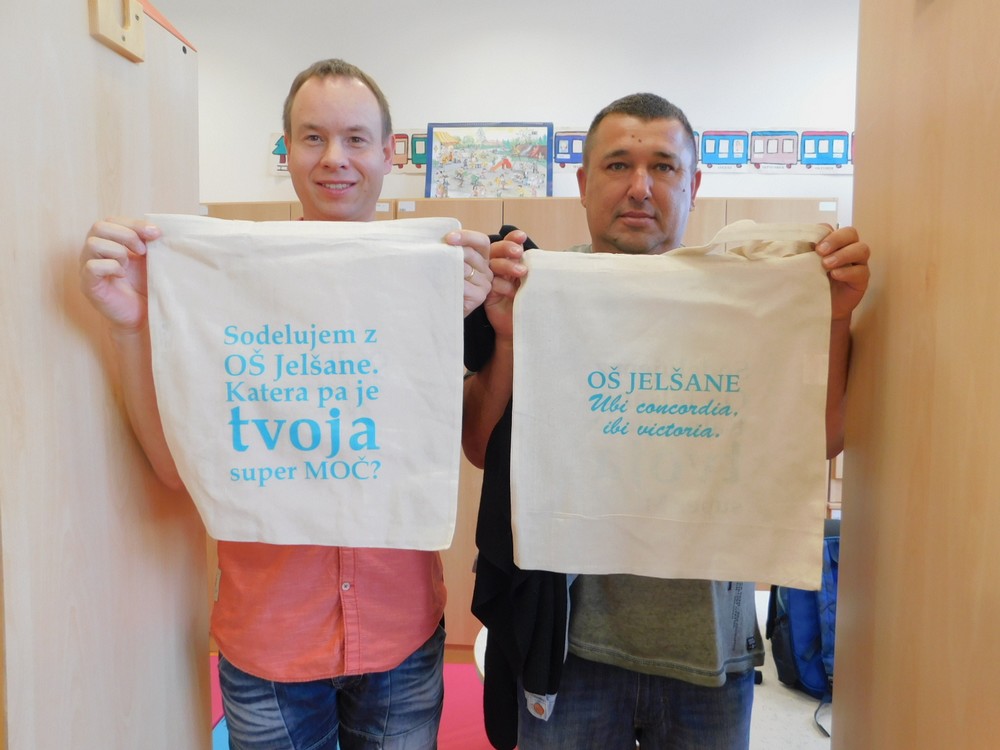 Sodelujem z
OŠ Jelšane.
Katera pa je
tvoja
super MOČ?
OŠ JELŠANE
Ubi concordia,
ibi victoria.